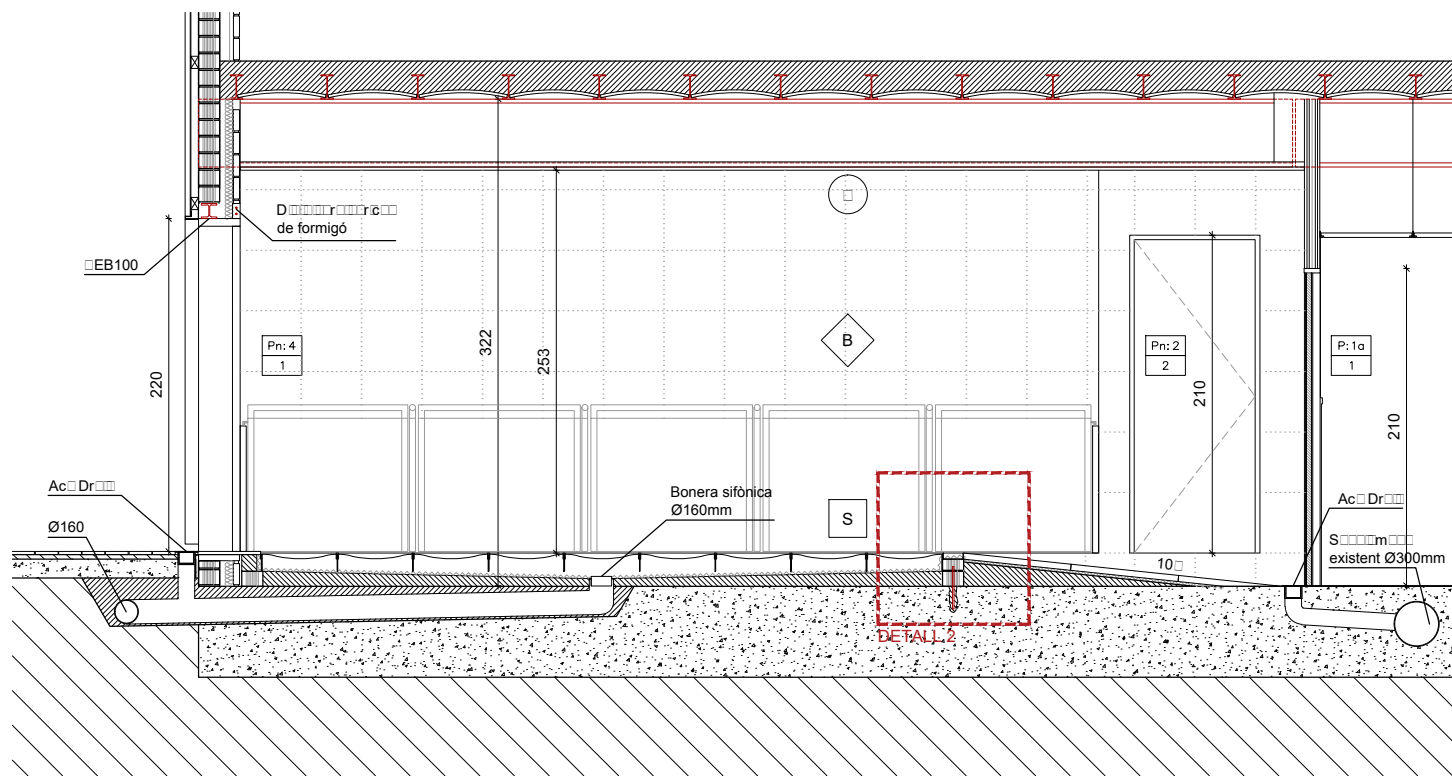 de formigó
Pn: 4
1
322
253
220
B
Pn: 2
2
210
P: 1a
1
210
Bonera sifònica
Ø160mm
S
Ø160
existent Ø300mm
DETALL 2